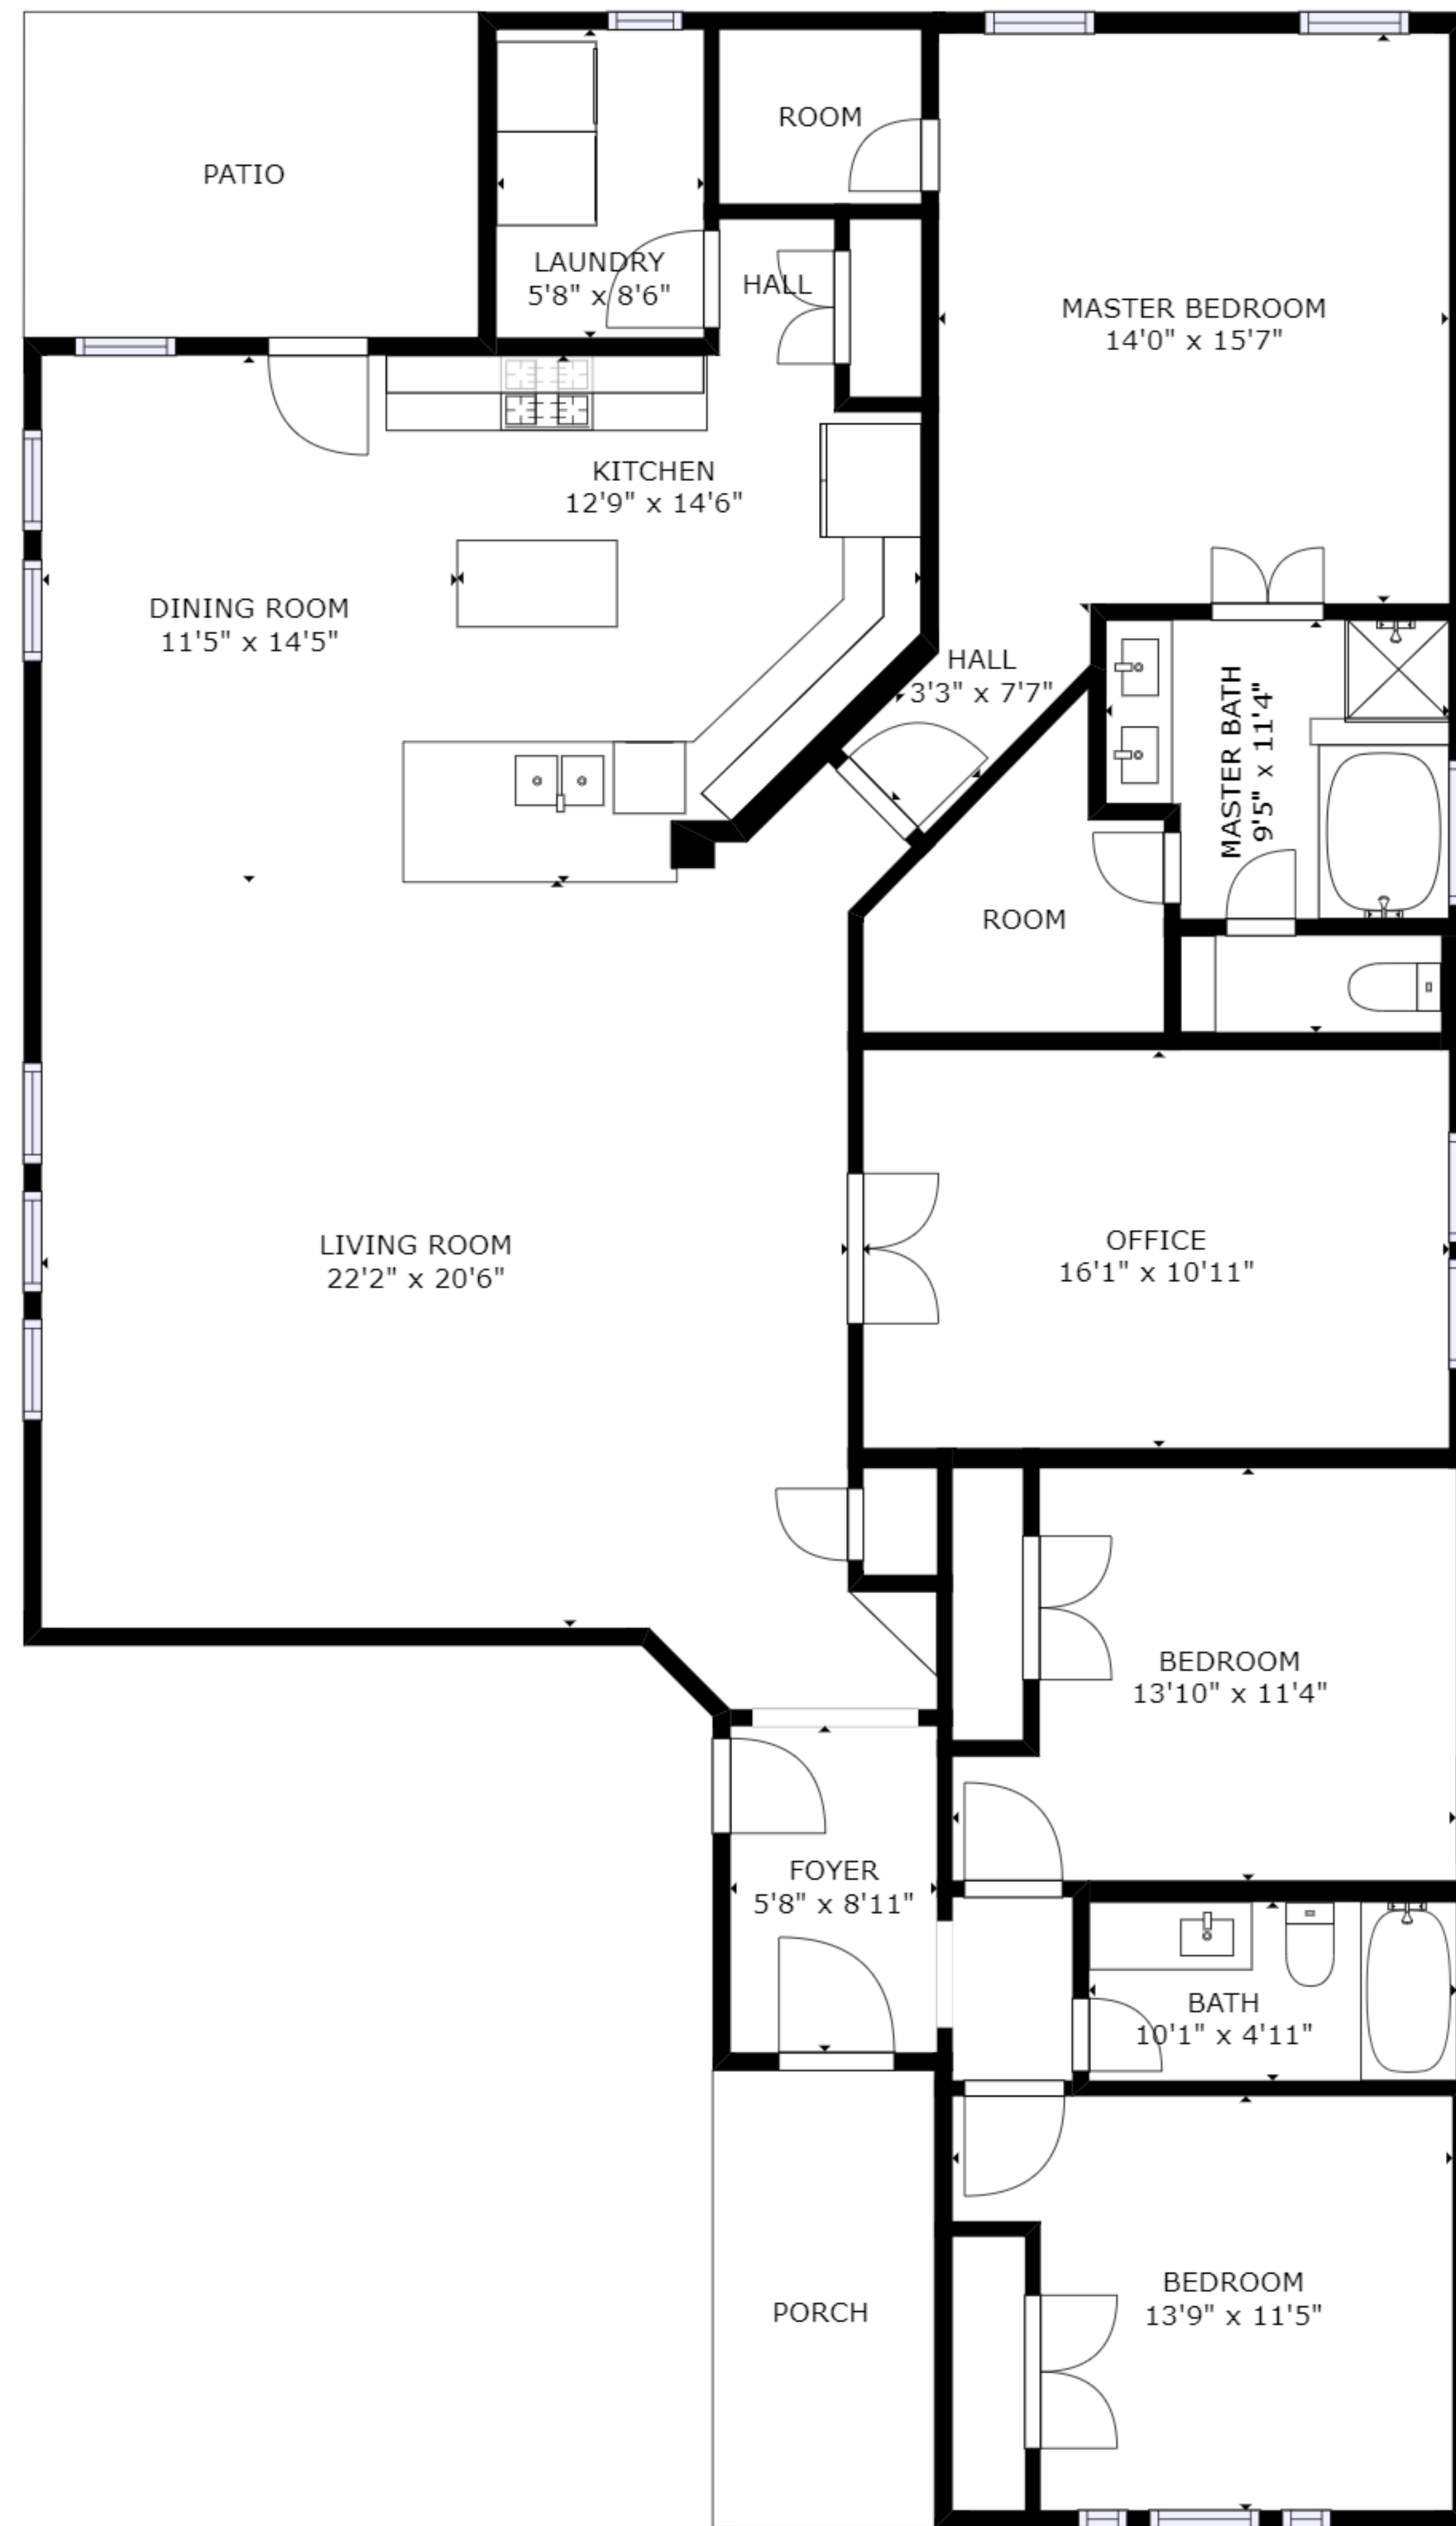 PATIO
ROOM
LAUNDRY
5'8" x 8'6"
HALL
MASTER BEDROOM
14'0" x 15'7"
KITCHEN
12'9" x 14'6"
DINING ROOM
11'5" x 14'5"
HALL
3'3" x 7'7"
MASTER BATH
9'5" x 11'4"
ROOM
LIVING ROOM
22'2" x 20'6"
OFFICE
16'1" x 10'11"
BEDROOM
13'10" x 11'4"
FOYER
5'8" x 8'11"
BATH
10'1" x 4'11"
PORCH
BEDROOM
13'9" x 11'5"